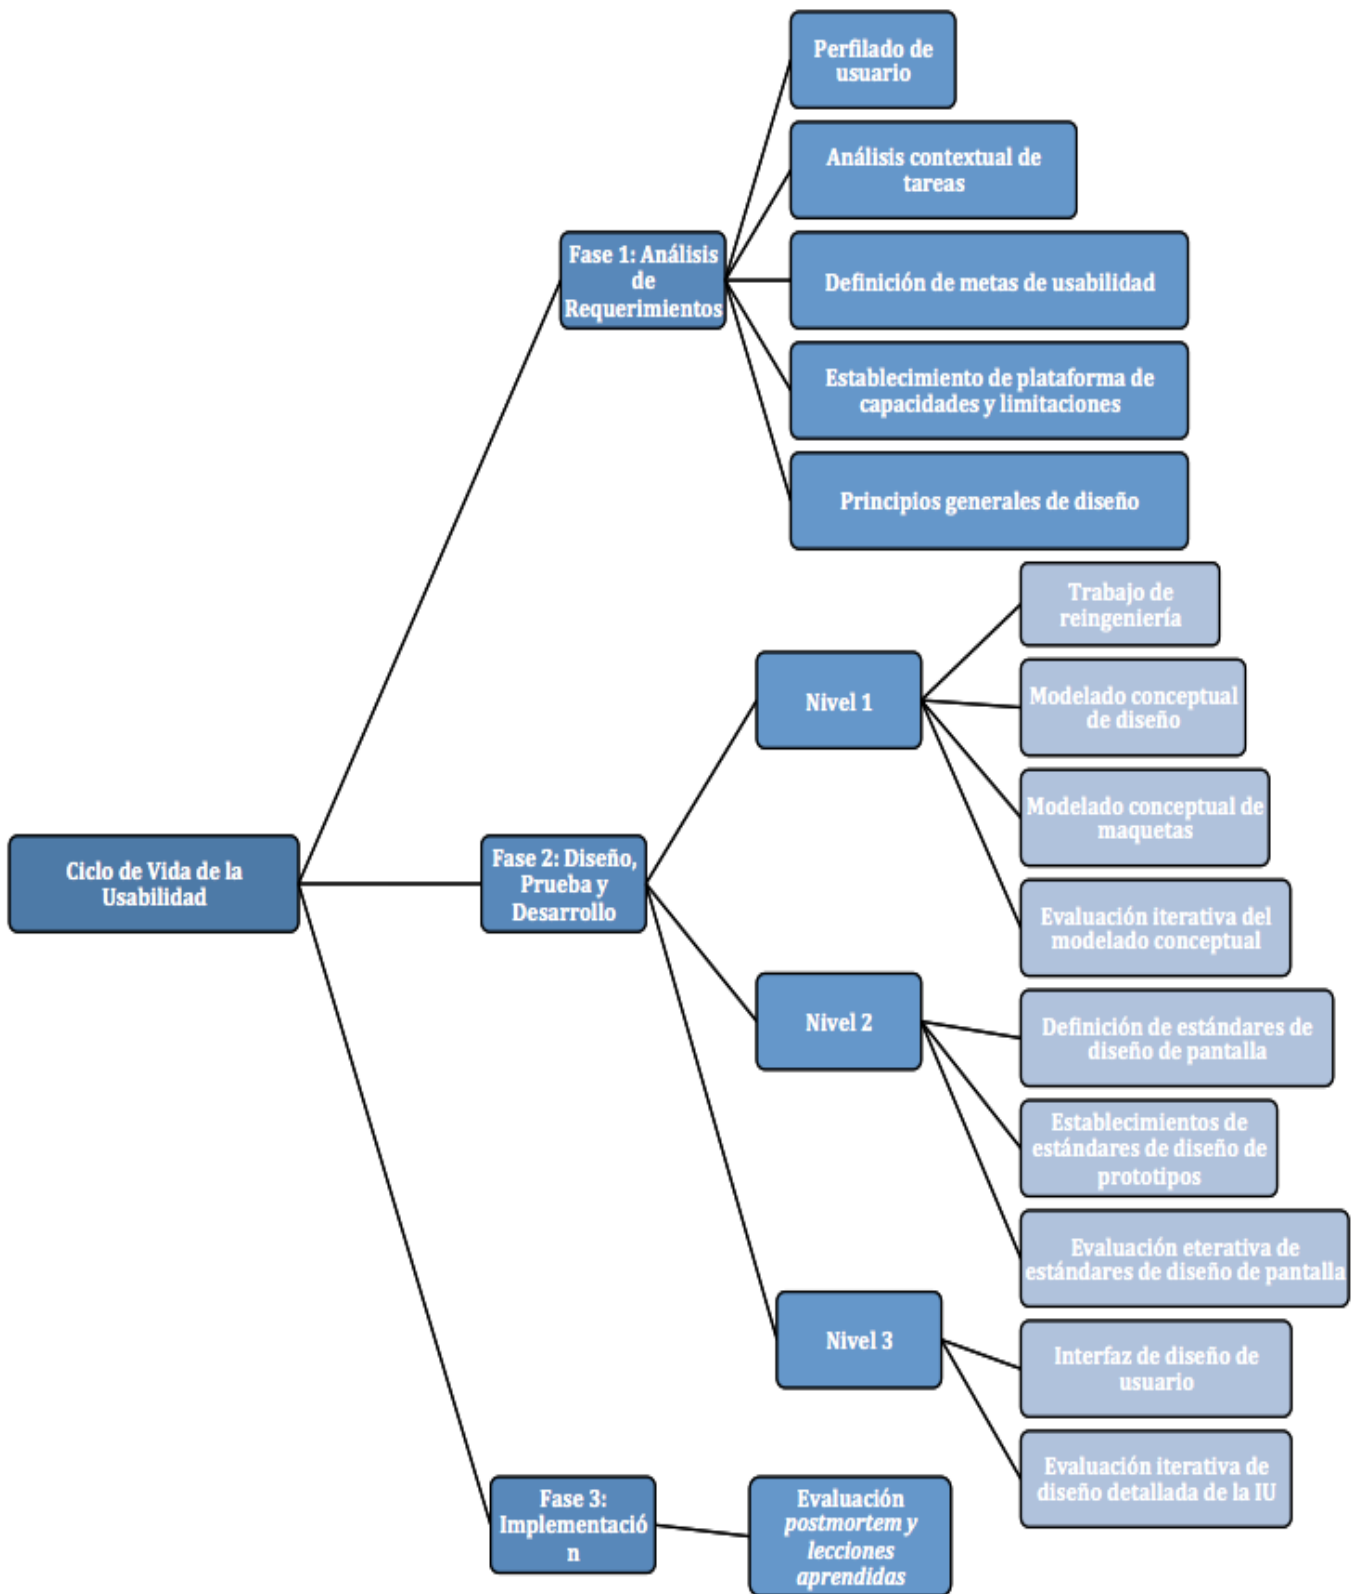 Perfilado de
usuario
Análisis contextual de
tareas
Fase 1: Análisis
de
Requerimientos
Definición de metas de usabilidad
Establecimiento de plataforma de
capacidades y limitaciones
Principios generales de diseño
Trabajo de
reingeniería
Nivel 1
Modelado conceptual
de diseño
Modelado conceptual de
maquetas
Ciclo de Vida de la
Usabilidad
Fase 2: Diseño,
Prueba y
Desarrollo
Evaluación iterativa del
modelado conceptual
Nivel 2
Definición de estándares de
diseño de pantalla
Establecimientos de
estándares de diseño de
prototipos
Evaluación eterativa de
estándares de diseño de pantalla
Nivel 3
Interfaz de diseño de
usuario
Evaluación iterativa de
diseño detallada de la IU
Fase 3:
Implementació
n
Evaluación
postmortem y
lecciones
aprendidas